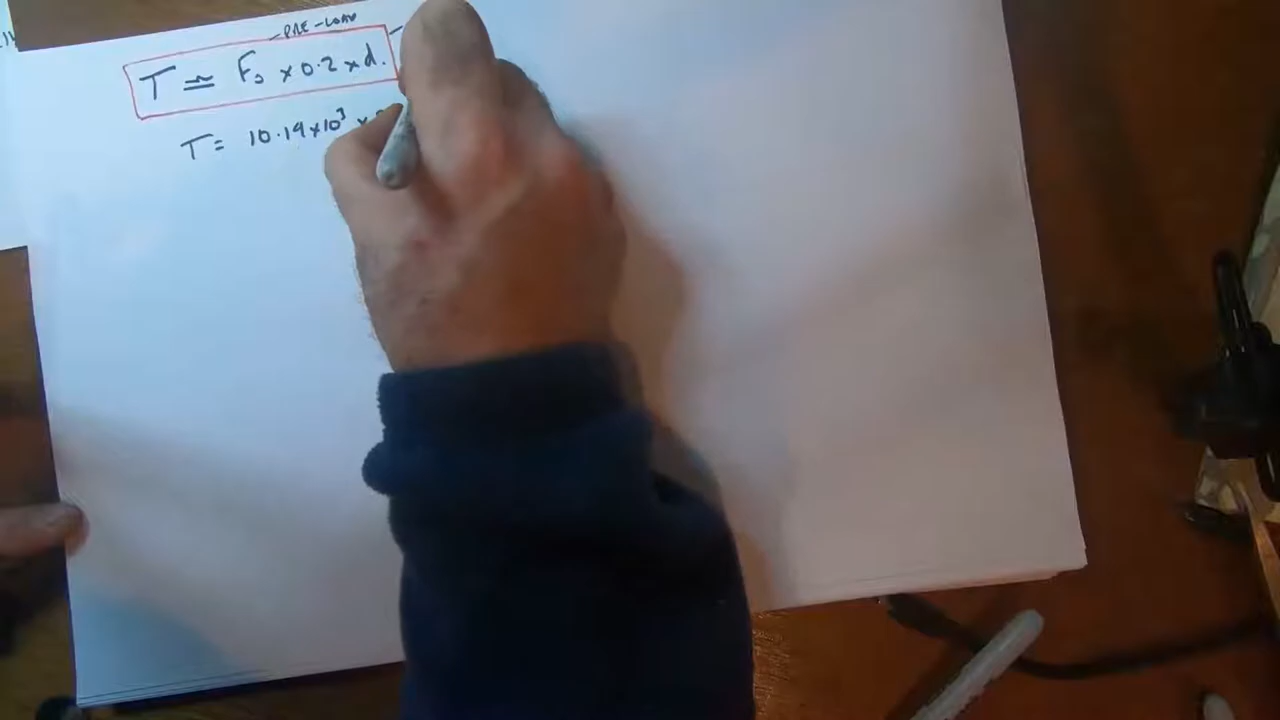 - PRE-LOAD
T ≃ F₀ × 0.2 × d.
T = 10.19 × 10³ ×